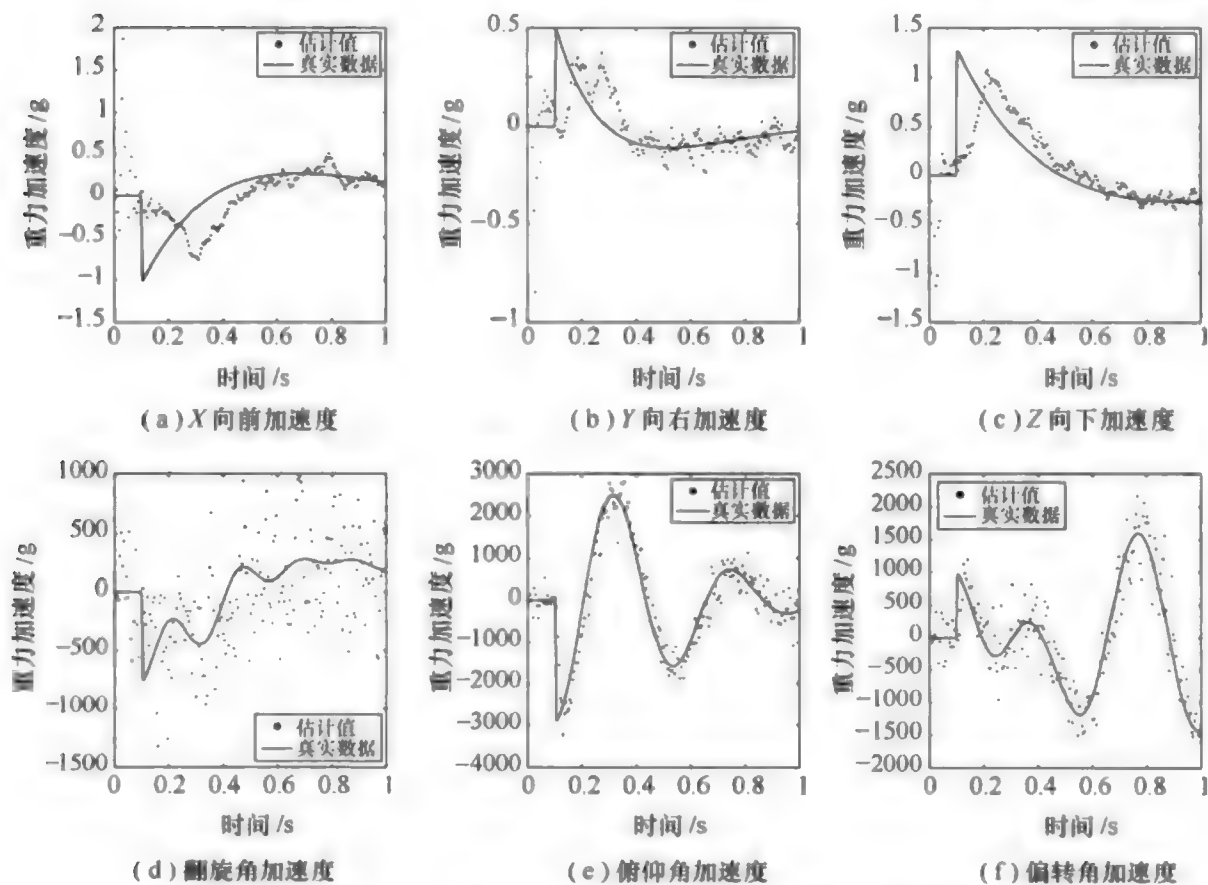 重力加速度/g
2
1.5
1
0.5
0
-0.5
-1
-1.5
0 0.2 0.4 0.6 0.8 1
估计值
真实数据
时间/s
(a)X向前加速度
重力加速度/g
0.5
0
-0.5
-1
0 0.2 0.4 0.6 0.8 1
估计值
真实数据
时间/s
(b)Y向右加速度
重力加速度/g
1.5
1
0.5
0
-0.5
-1
-1.5
0 0.2 0.4 0.6 0.8 1
估计值
真实数据
时间/s
(c)Z向下加速度
重力加速度/g
1000
500
0
-500
-1000
-1500
0 0.2 0.4 0.6 0.8 1
估计值
真实数据
时间/s
(d)翻旋角加速度
重力加速度/g
3000
2000
1000
0
-1000
-2000
-3000
-4000
0 0.2 0.4 0.6 0.8 1
估计值
真实数据
时间/s
(e)俯仰角加速度
重力加速度/g
2500
2000
1500
1000
500
0
-500
-1000
-1500
-2000
0 0.2 0.4 0.6 0.8 1
估计值
真实数据
时间/s
(f)偏转角加速度